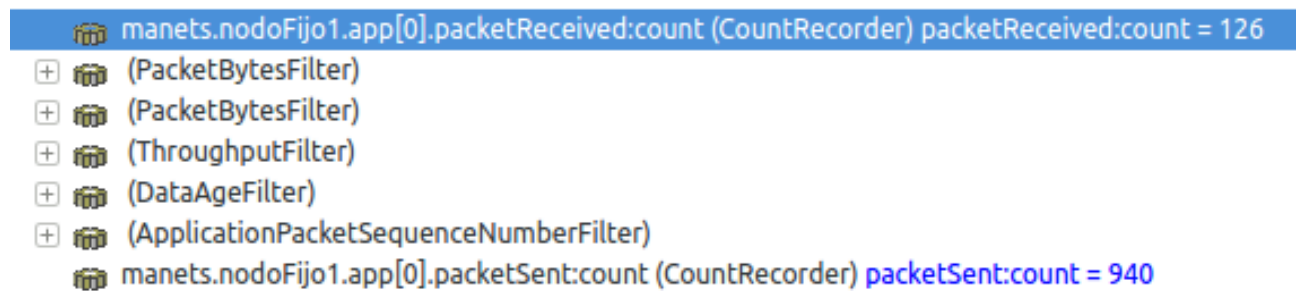 manets.nodoFijo1.app[0].packetReceived:count (CountRecorder) packetReceived:count = 126
(PacketBytesFilter)
(PacketBytesFilter)
(ThroughputFilter)
(DataAgeFilter)
(ApplicationPacketSequenceNumberFilter)
manets.nodoFijo1.app[0].packetSent:count (CountRecorder) packetSent:count = 940